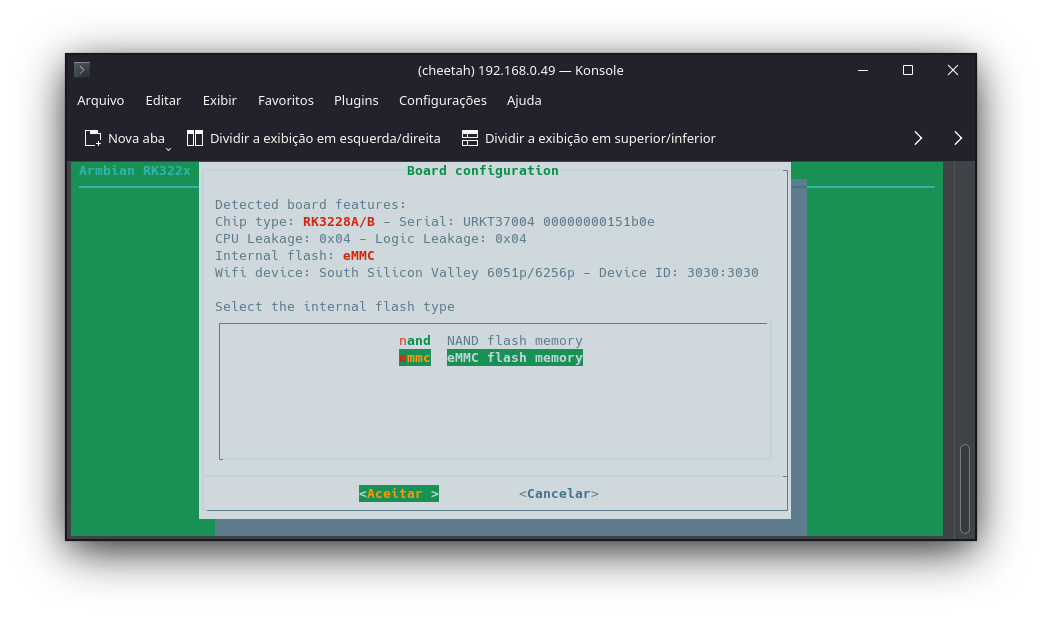 (cheetah) 192.168.0.49 — Konsole
Arquivo Editar Exibir Favoritos Plugins Configurações Ajuda
Nova aba Dividir a exibição em esquerda/direita Dividir a exibição em superior/inferior
Armbian RK322x
Board configuration
Detected board features:
Chip type: RK3228A/B – Serial: URKT37004 00000000151b0e
CPU Leakage: 0x04 – Logic Leakage: 0x04
Internal flash: eMMC
Wifi device: South Silicon Valley 6051p/6256p – Device ID: 3030:3030
Select the internal flash type
nand NAND flash memory
emmc eMMC flash memory
<Aceitar > <Cancelar>